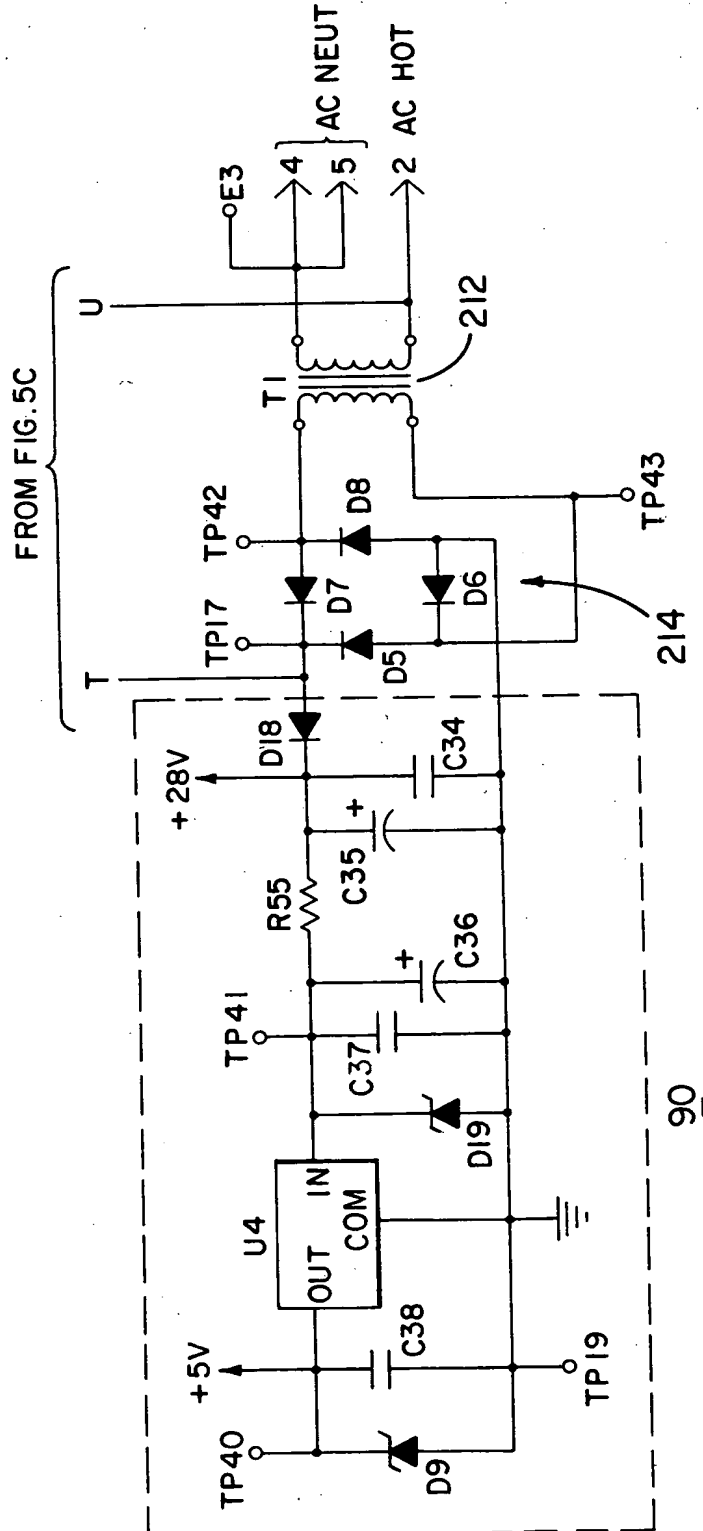 FROM FIG.5C
T
U
E3
4
5
AC NEUT
2
AC HOT
T1
212
TP17
TP42
D7
D8
D5
D6
TP43
214
D18
+28V
C34
C35
+
R55
C36
+
TP41
C37
D19
U4
IN
OUT
COM
+5V
C38
TP40
D9
TP19
90